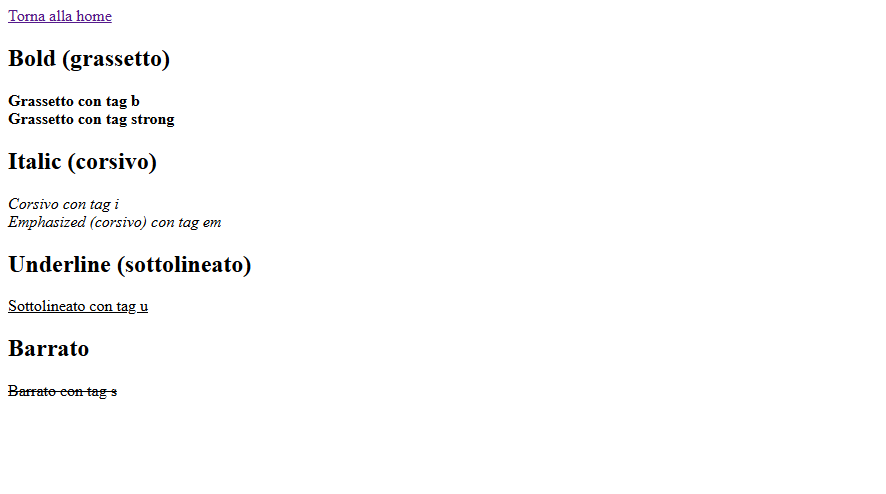 Torna alla home
Bold (grassetto)
Grassetto con tag b
Grassetto con tag strong
Italic (corsivo)
Corsivo con tag i
Emphasized (corsivo) con tag em
Underline (sottolineato)
Sottolineato con tag u
Barrato
Barrato con tag s